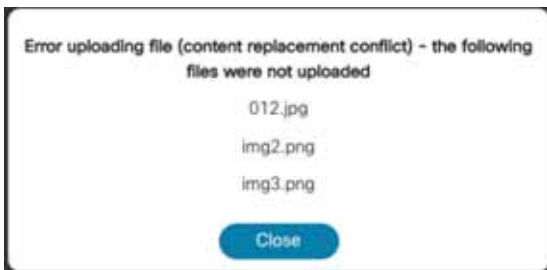 Error uploading file (content replacement conflict) - the following
files were not uploaded
012.jpg
img2.png
img3.png
Close